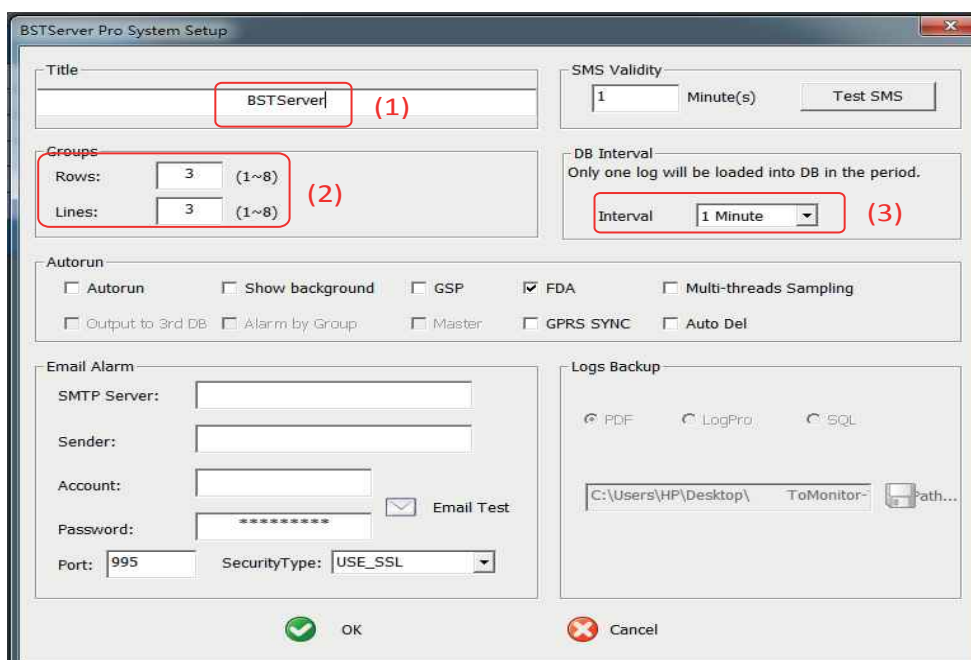 BSTServer Pro System Setup
Title
BSTServer
(1)
SMS Validity
1 Minute(s) Test SMS
Groups
Rows: 3 (1~8)
Lines: 3 (1~8)
(2)
DB Interval
Only one log will be loaded into DB in the period.
Interval 1 Minute
(3)
Autorun
Autorun Show background GSP FDA Multi-threads Sampling
Output to 3rd DB Alarm by Group Master GPRS SYNC Auto Del
Email Alarm
SMTP Server:
Sender:
Account:
Password: *********
Email Test
Port: 995 SecurityType: USE_SSL
Logs Backup
PDF LogPro SQL
C:\Users\HP\Desktop\ ToMonitor- Path...
OK Cancel